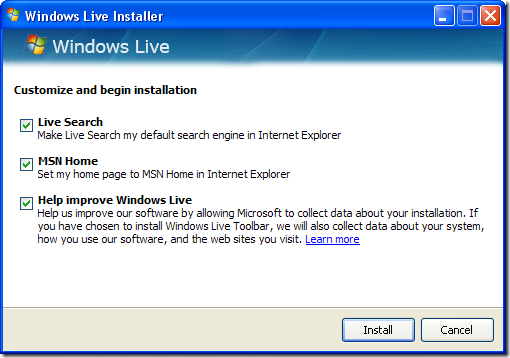 Windows Live Installer
Windows Live
Customize and begin installation
Live Search
Make Live Search my default search engine in Internet Explorer
MSN Home
Set my home page to MSN Home in Internet Explorer
Help improve Windows Live
Help us improve our software by allowing Microsoft to collect data about your installation. If
you have chosen to install Windows Live Toolbar, we will also collect data about your system,
how you use our software, and the web sites you visit. Learn more
Install
Cancel